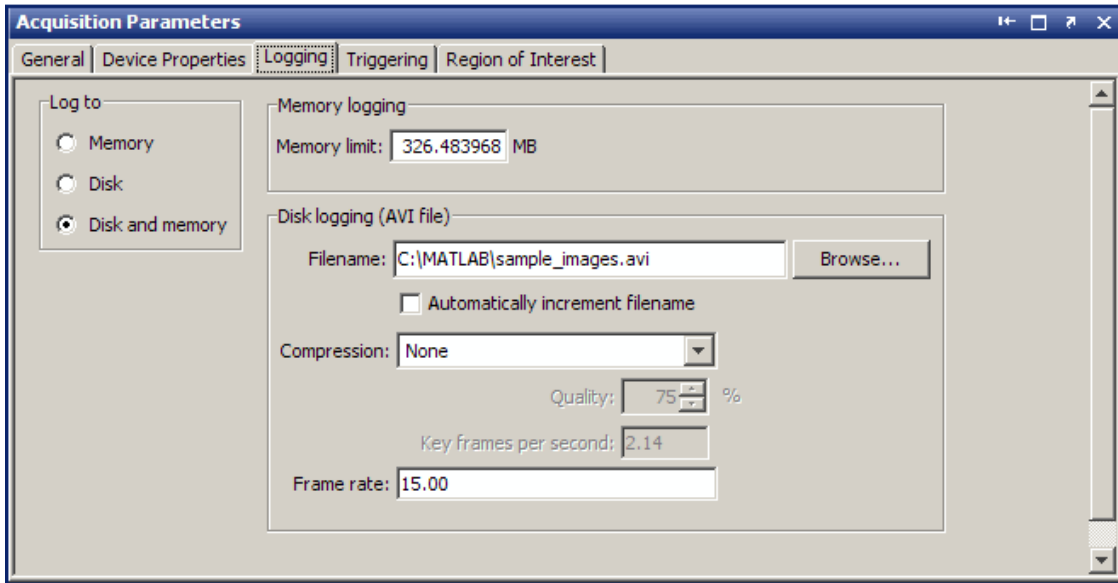 Acquisition Parameters
General Device Properties Logging Triggering Region of Interest
Log to
Memory
Disk
Disk and memory
Memory logging
Memory limit: 326.483968 MB
Disk logging (AVI file)
Filename: C:\MATLAB\sample_images.avi Browse...
Automatically increment filename
Compression: None
Quality: 75 %
Key frames per second: 2.14
Frame rate: 15.00